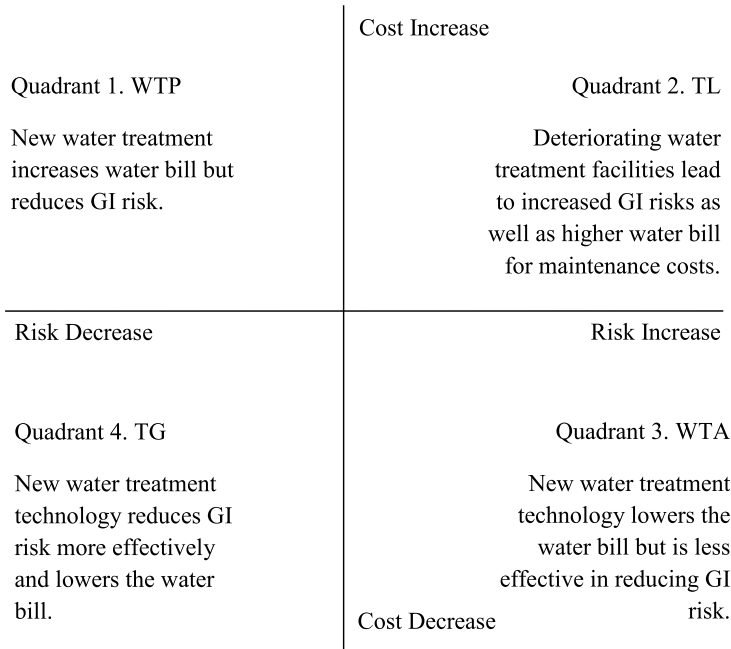 Cost Increase
Quadrant 1. WTP
New water treatment
increases water bill but
reduces GI risk.
Quadrant 2. TL
Deteriorating water
treatment facilities lead
to increased GI risks as
well as higher water bill
for maintenance costs.
Risk Decrease
Risk Increase
Quadrant 4. TG
New water treatment
technology reduces GI
risk more effectively
and lowers the water
bill.
Quadrant 3. WTA
New water treatment
technology lowers the
water bill but is less
effective in reducing GI
risk.
Cost Decrease